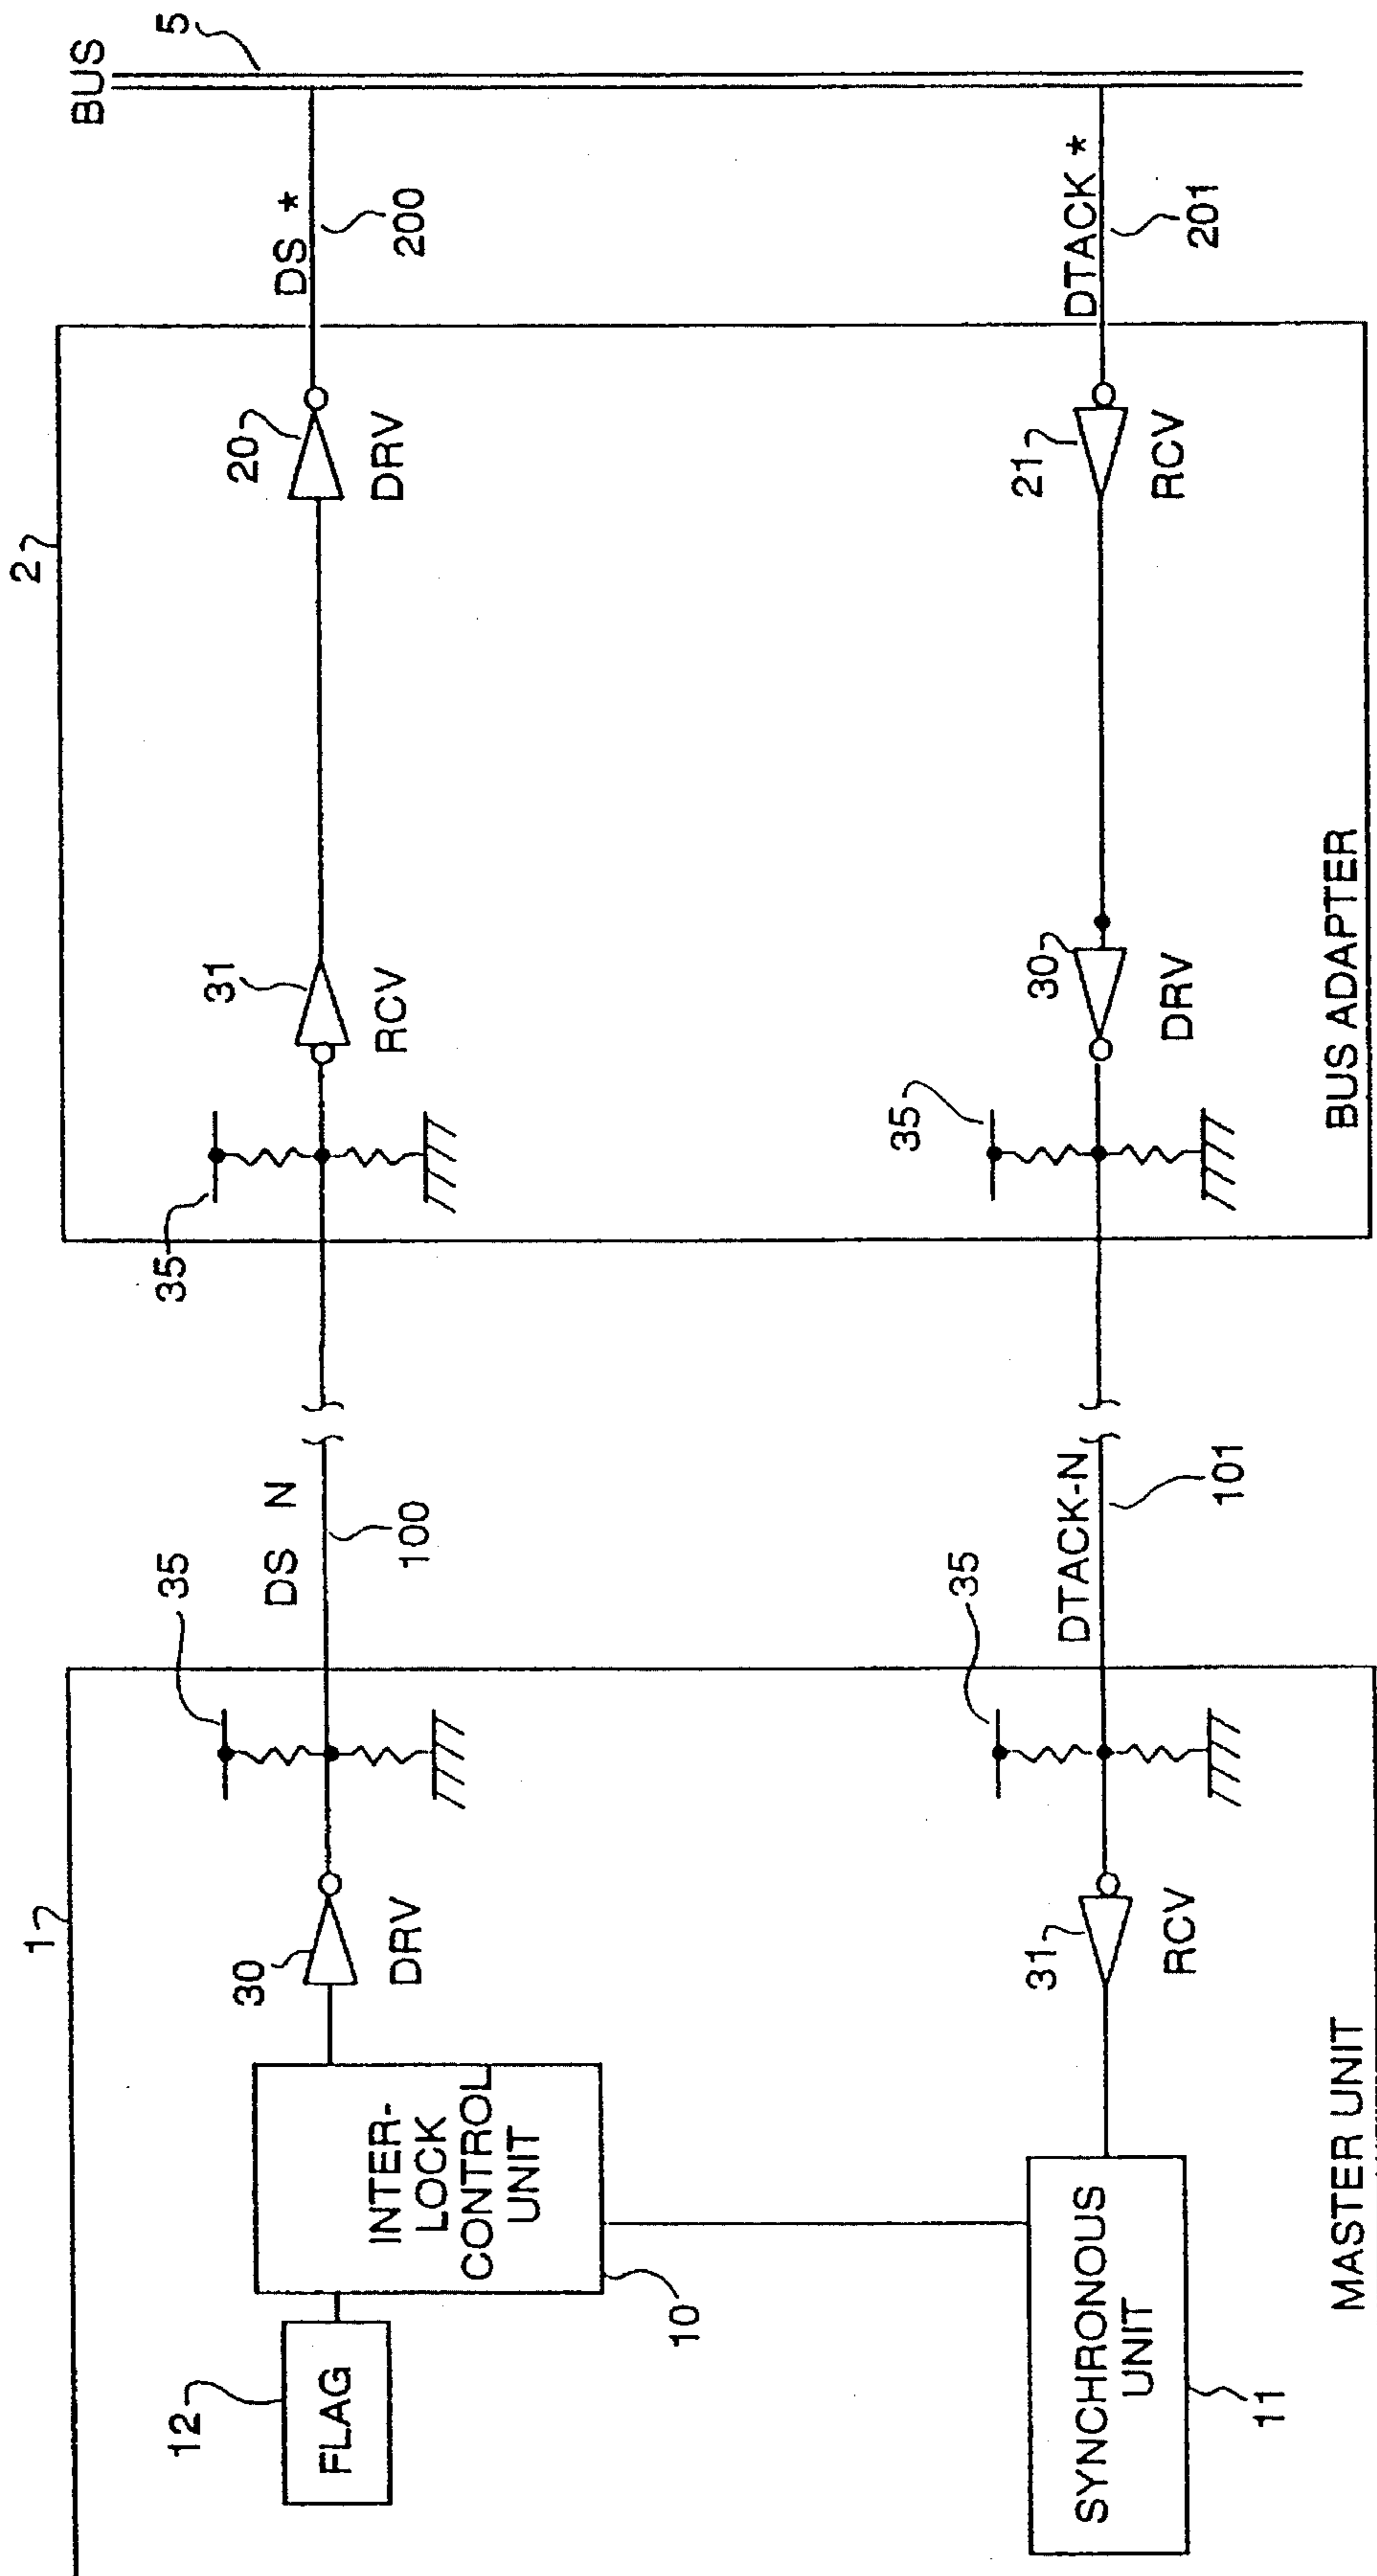 BUS
5
DS *
200
DTACK *
201
2
20
DRV
21
RCV
31
RCV
30
DRV
35
35
BUS ADAPTER
DS N
100
DTACK-N
101
35
35
1
30
DRV
31
RCV
INTER-
LOCK
CONTROL
UNIT
10
12
FLAG
SYNCHRONOUS
UNIT
11
MASTER UNIT